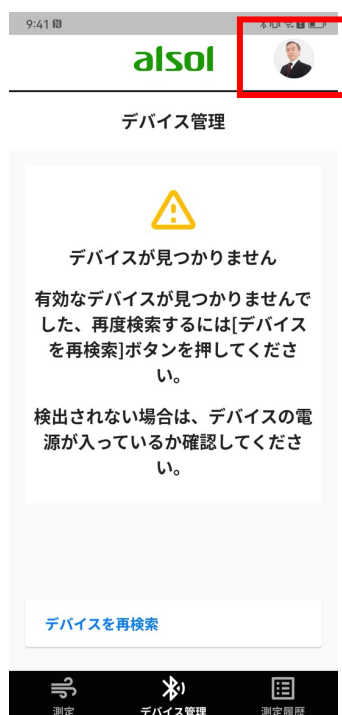 9:41
alsol
デバイス管理
デバイスが見つかりません
有効なデバイスが見つかりませんで
した、再度検索するには[デバイス
を再検索]ボタンを押してくださ
い。
検出されない場合は、デバイスの電
源が入っているか確認してくださ
い。
デバイスを再検索
測定
デバイス管理
測定履歴